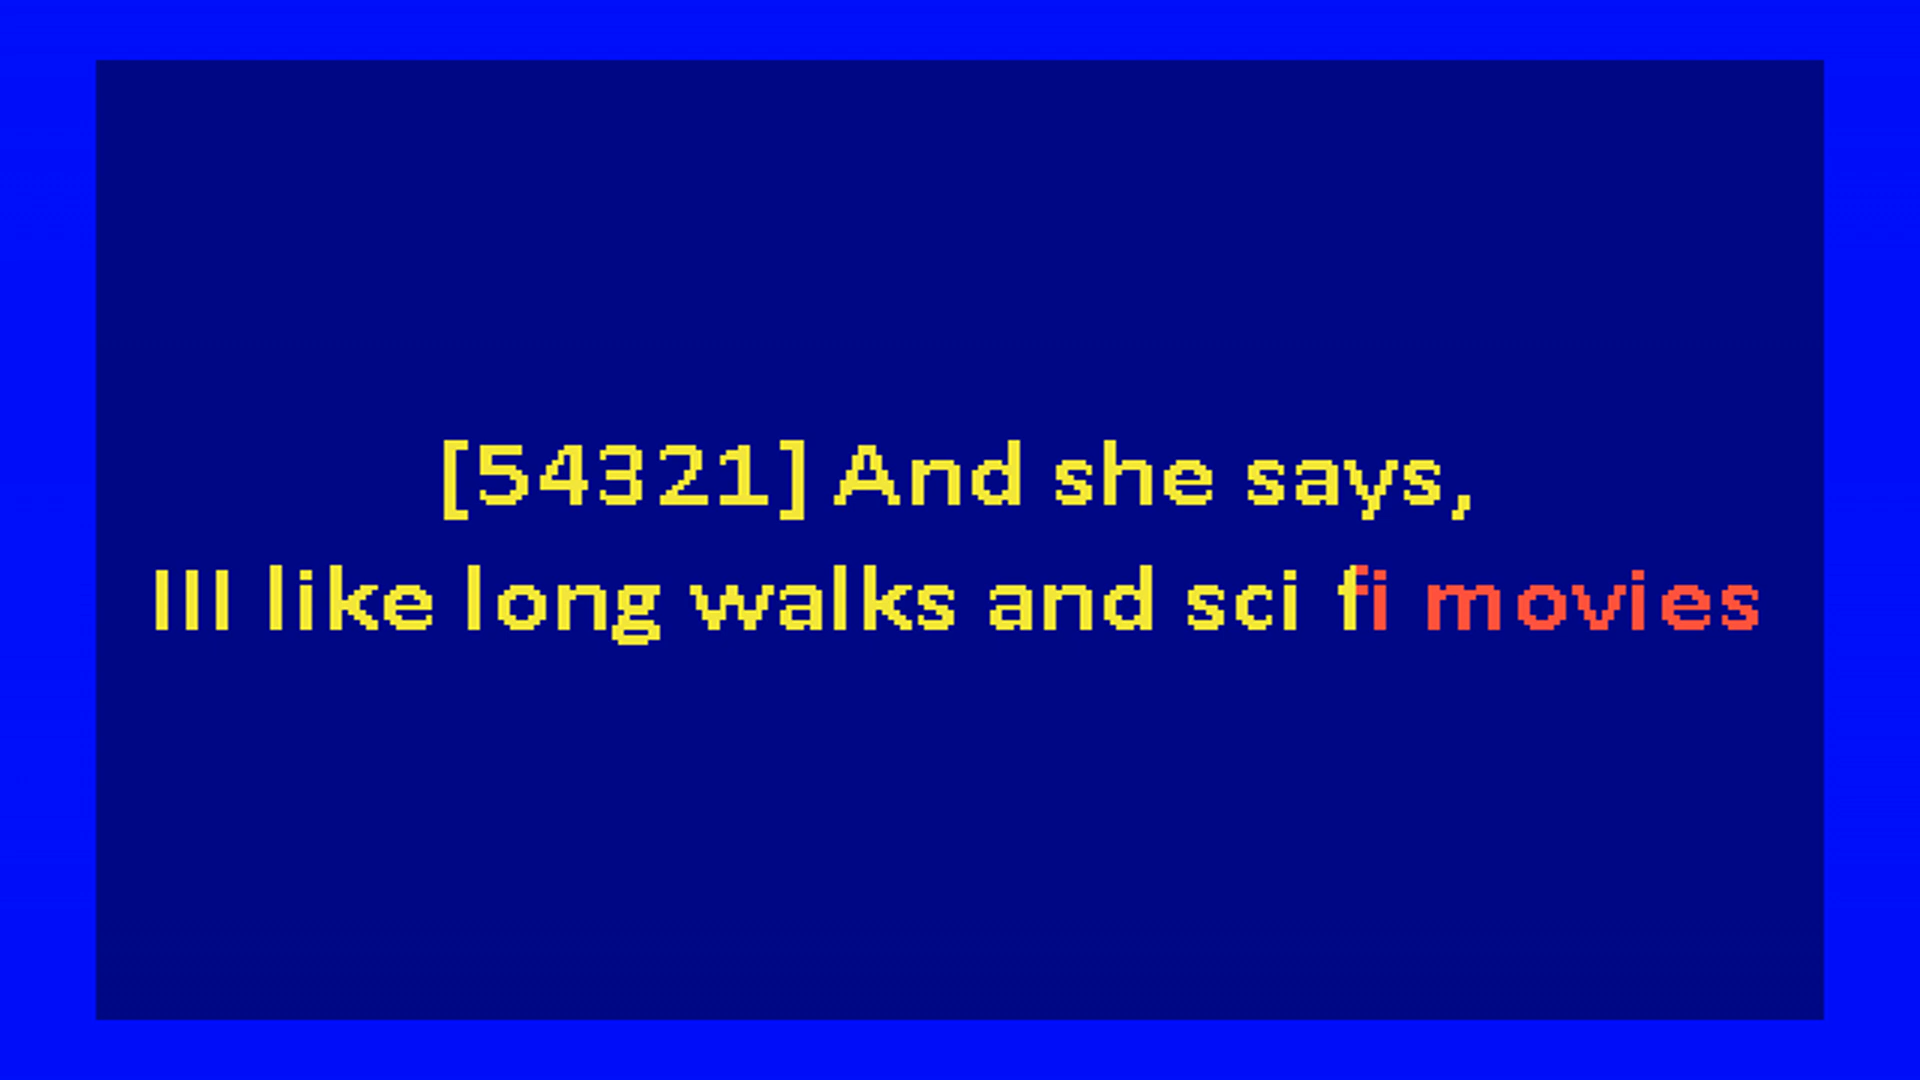 [54321] And she says,
III like long walks and sci fi movies